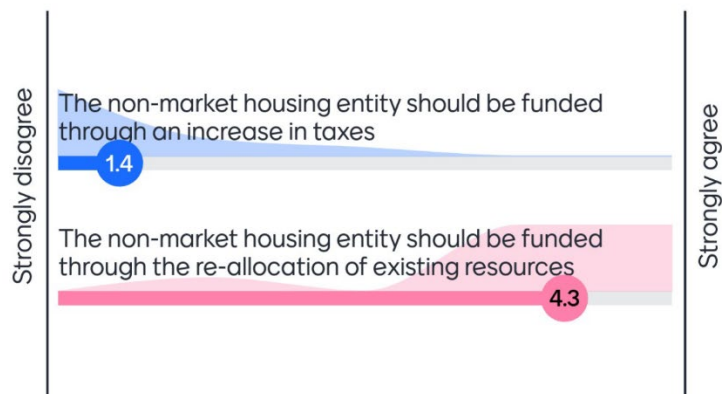 Strongly disagree
The non-market housing entity should be funded
through an increase in taxes
1.4
The non-market housing entity should be funded
through the re-allocation of existing resources
4.3
Strongly agree